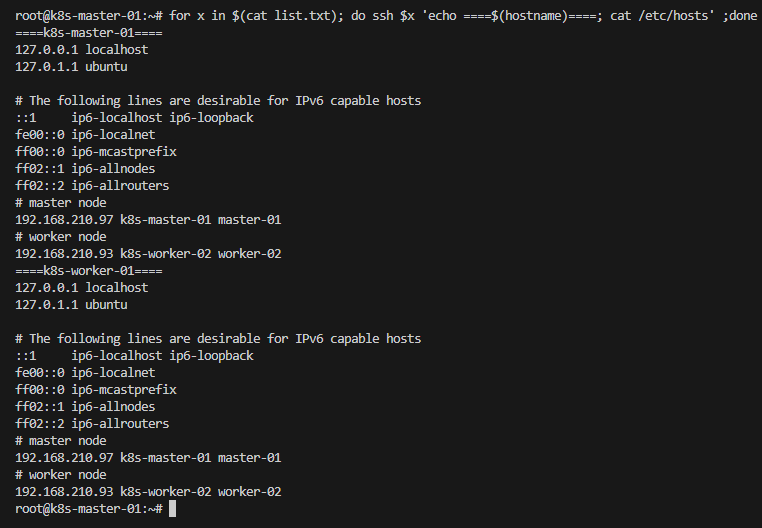 root@k8s-master-01:~# for x in $(cat list.txt); do ssh $x 'echo ====$(hostname)====; cat /etc/hosts' ;done
====k8s-master-01====
127.0.0.1 localhost
127.0.1.1 ubuntu

# The following lines are desirable for IPv6 capable hosts
::1     ip6-localhost ip6-loopback
fe00::0 ip6-localnet
ff00::0 ip6-mcastprefix
ff02::1 ip6-allnodes
ff02::2 ip6-allrouters
# master node
192.168.210.97 k8s-master-01 master-01
# worker node
192.168.210.93 k8s-worker-02 worker-02
====k8s-worker-01====
127.0.0.1 localhost
127.0.1.1 ubuntu

# The following lines are desirable for IPv6 capable hosts
::1     ip6-localhost ip6-loopback
fe00::0 ip6-localnet
ff00::0 ip6-mcastprefix
ff02::1 ip6-allnodes
ff02::2 ip6-allrouters
# master node
192.168.210.97 k8s-master-01 master-01
# worker node
192.168.210.93 k8s-worker-02 worker-02
root@k8s-master-01:~#